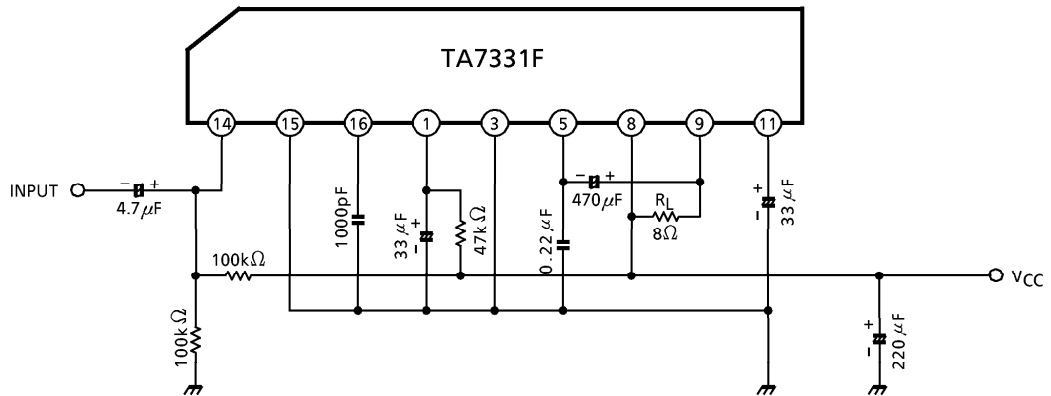 TA7331F
14 15 16 1 3 5 8 9 11
INPUT
4.7μF
- +
1000pF
33μF
+
-
47kΩ
0.22μF
- +
470μF
RL
8Ω
+
-
33μF
100kΩ
100kΩ
VCC
+
-
220μF